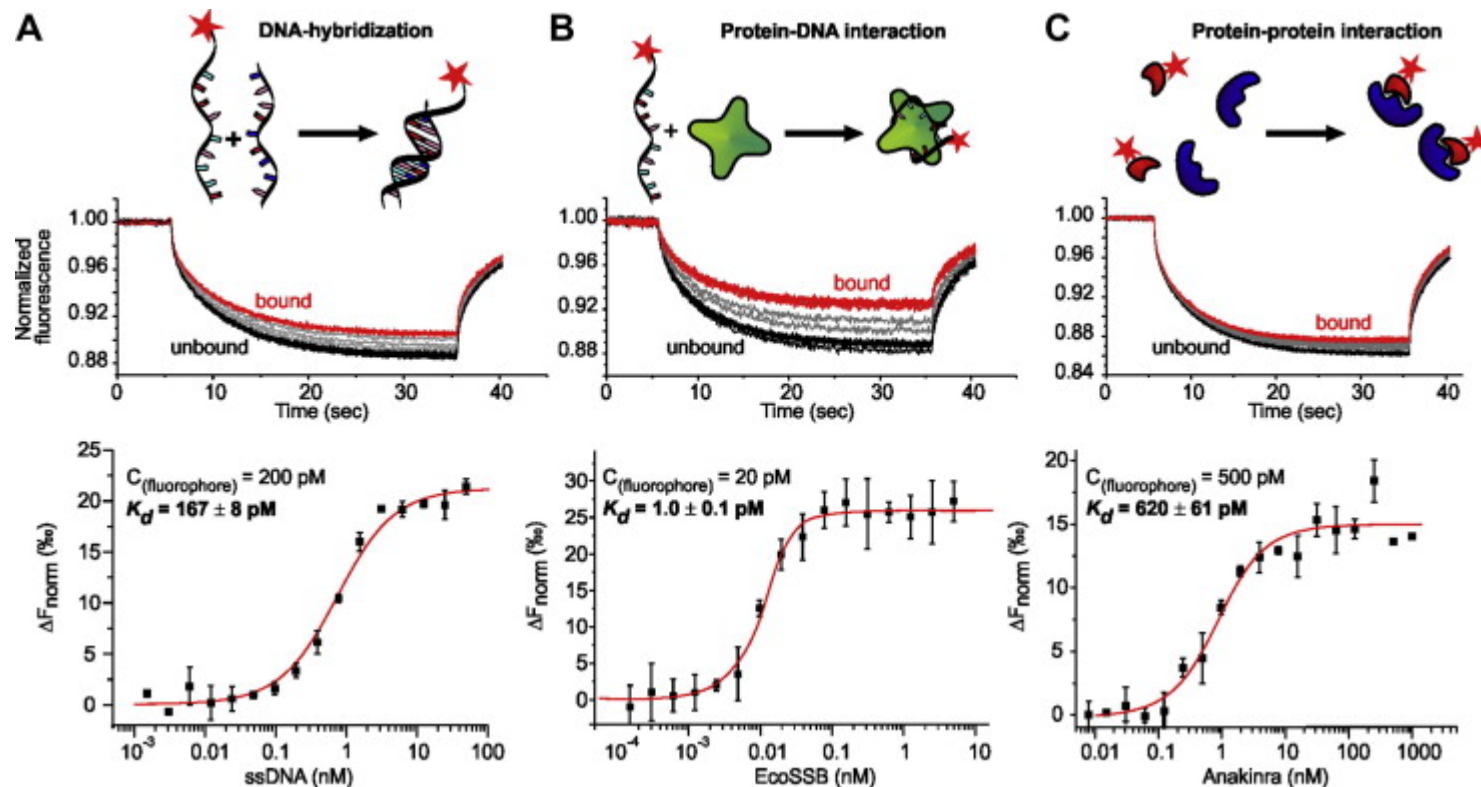 A
DNA-hybridization
Normalized
fluorescence
1.00
0.96
0.92
0.88
bound
unbound
0
10
20
30
40
Time (sec)
ΔFnorm (‰)
25
20
15
10
5
0
C(fluorophore) = 200 pM
Kd = 167 ± 8 pM
10-3
0.01
0.1
1
10
100
ssDNA (nM)
B
Protein-DNA interaction
1.00
0.96
0.92
0.88
bound
unbound
0
10
20
30
40
Time (sec)
ΔFnorm (‰)
30
25
20
15
10
5
0
C(fluorophore) = 20 pM
Kd = 1.0 ± 0.1 pM
10-4
10-3
0.01
0.1
1
10
EcoSSB (nM)
C
Protein-protein interaction
1.00
0.96
0.92
0.88
0.84
bound
unbound
0
10
20
30
40
Time (sec)
ΔFnorm (‰)
20
15
10
5
0
C(fluorophore) = 500 pM
Kd = 620 ± 61 pM
0.01
0.1
1
10
100
1000
Anakinra (nM)